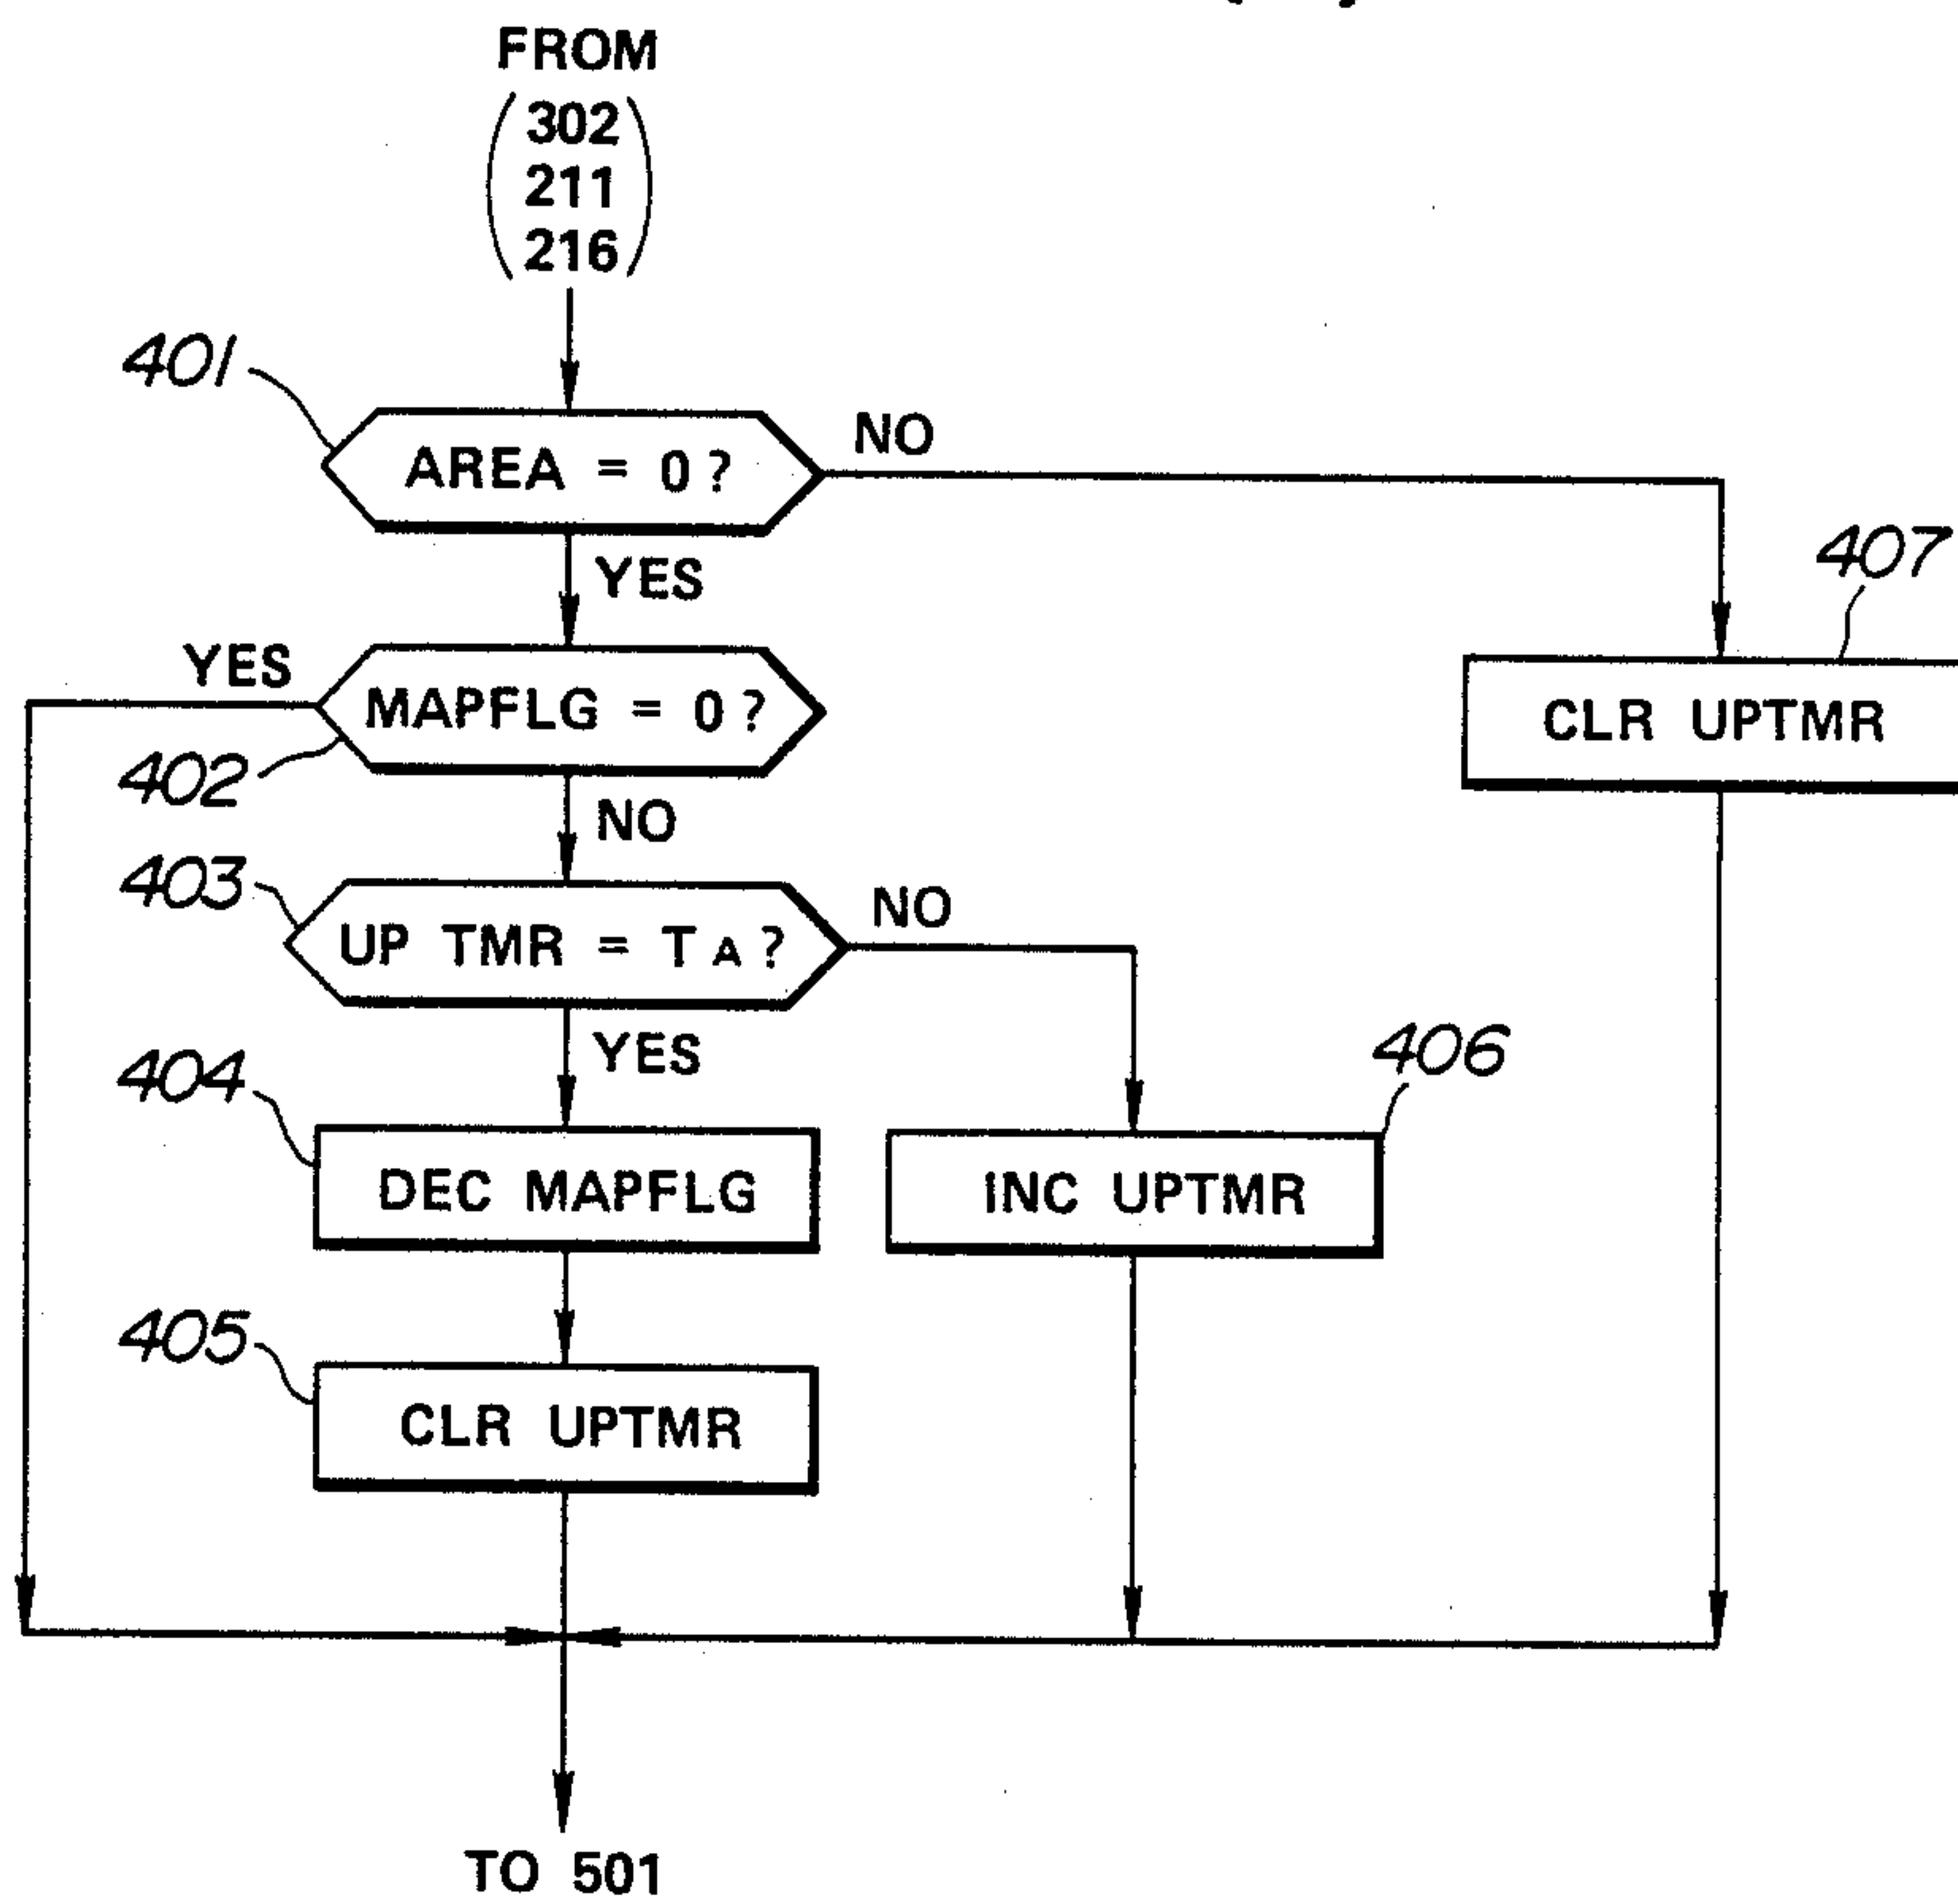 FROM
302
211
216
401
AREA = 0 ?
NO
YES
407
YES
MAPFLG = 0 ?
CLR UPTMR
402
NO
403
UP TMR = TA ?
NO
YES
404
406
DEC MAPFLG
INC UPTMR
405
CLR UPTMR
TO 501